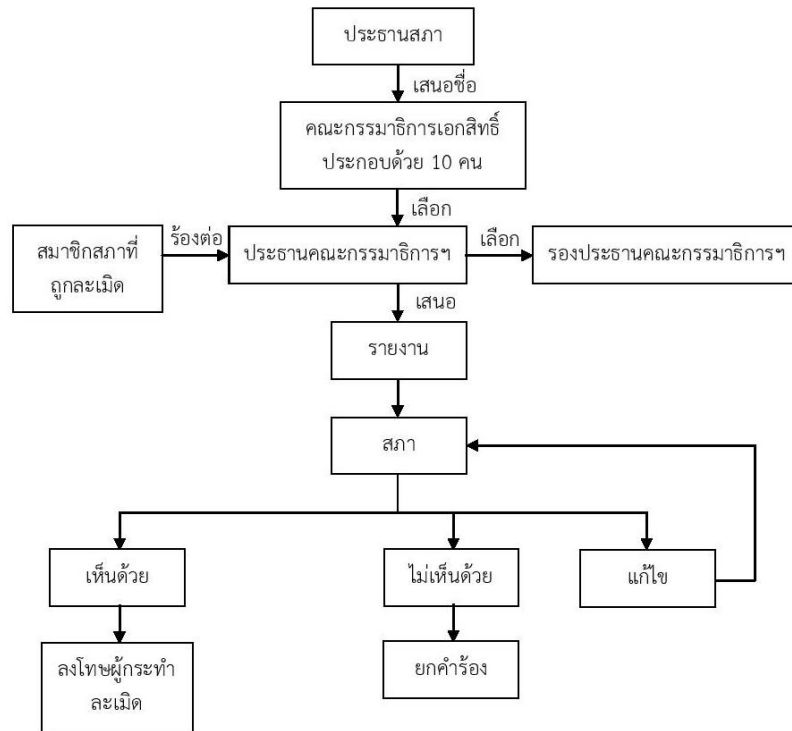 ประธานสภา
เสนอชื่อ
คณะกรรมาธิการเอกสิทธิ์
ประกอบด้วย 10 คน
เลือก
สมาชิกสภาที่
ถูกละเมิด
ร้องต่อ
ประธานคณะกรรมาธิการฯ
เลือก
รองประธานคณะกรรมาธิการฯ
เสนอ
รายงาน
สภา
เห็นด้วย
ไม่เห็นด้วย
แก้ไข
ลงโทษผู้กระทำ
ละเมิด
ยกคำร้อง